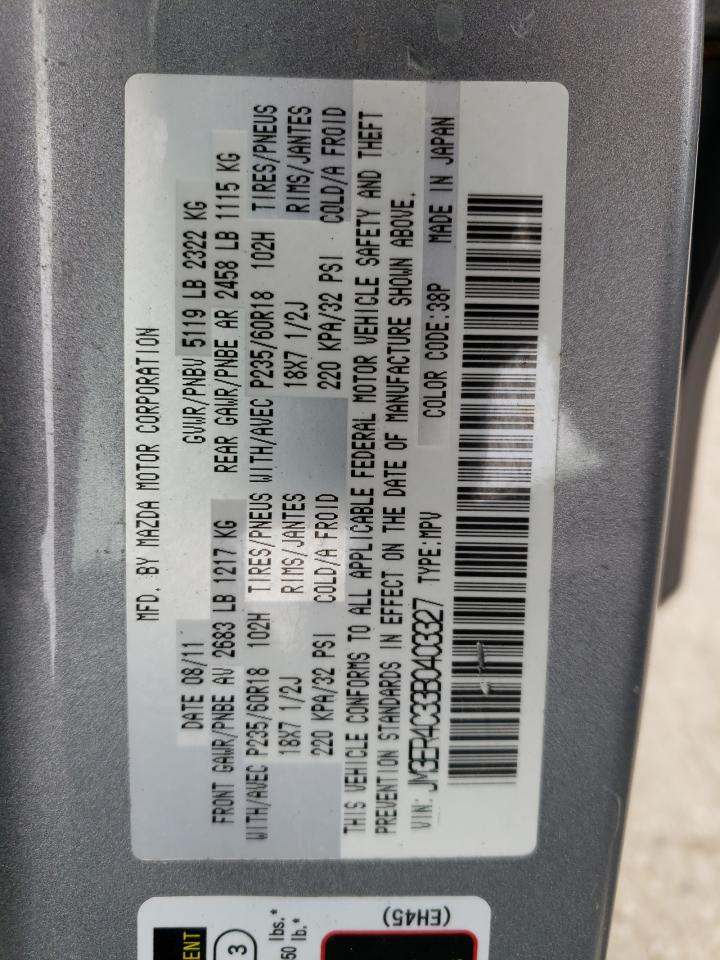 MFD. BY MAZDA MOTOR CORPORATION
DATE 08/11 GVWR/PNBV 5119 LB 2322 KG
FRONT GAWR/PNBE AV 2683 LB 1217 KG REAR GAWR/PNBE AR 2458 LB 1115 KG
WITH/AVEC P235/60R18 102H TIRES/PNEUS WITH/AVEC P235/60R18 102H TIRES/PNEUS
18X7 1/2J RIMS/JANTES 18X7 1/2J RIMS/JANTES
220 KPA/32 PSI COLD/A FROID 220 KPA/32 PSI COLD/A FROID
THIS VEHICLE CONFORMS TO ALL APPLICABLE FEDERAL MOTOR VEHICLE SAFETY AND THEFT
PREVENTION STANDARDS IN EFFECT ON THE DATE OF MANUFACTURE SHOWN ABOVE.
VIN: JM3ER4C33B0403327 TYPE:MPV COLOR CODE:38P MADE IN JAPAN
(EH45)
3
lbs.*
50 lb.*